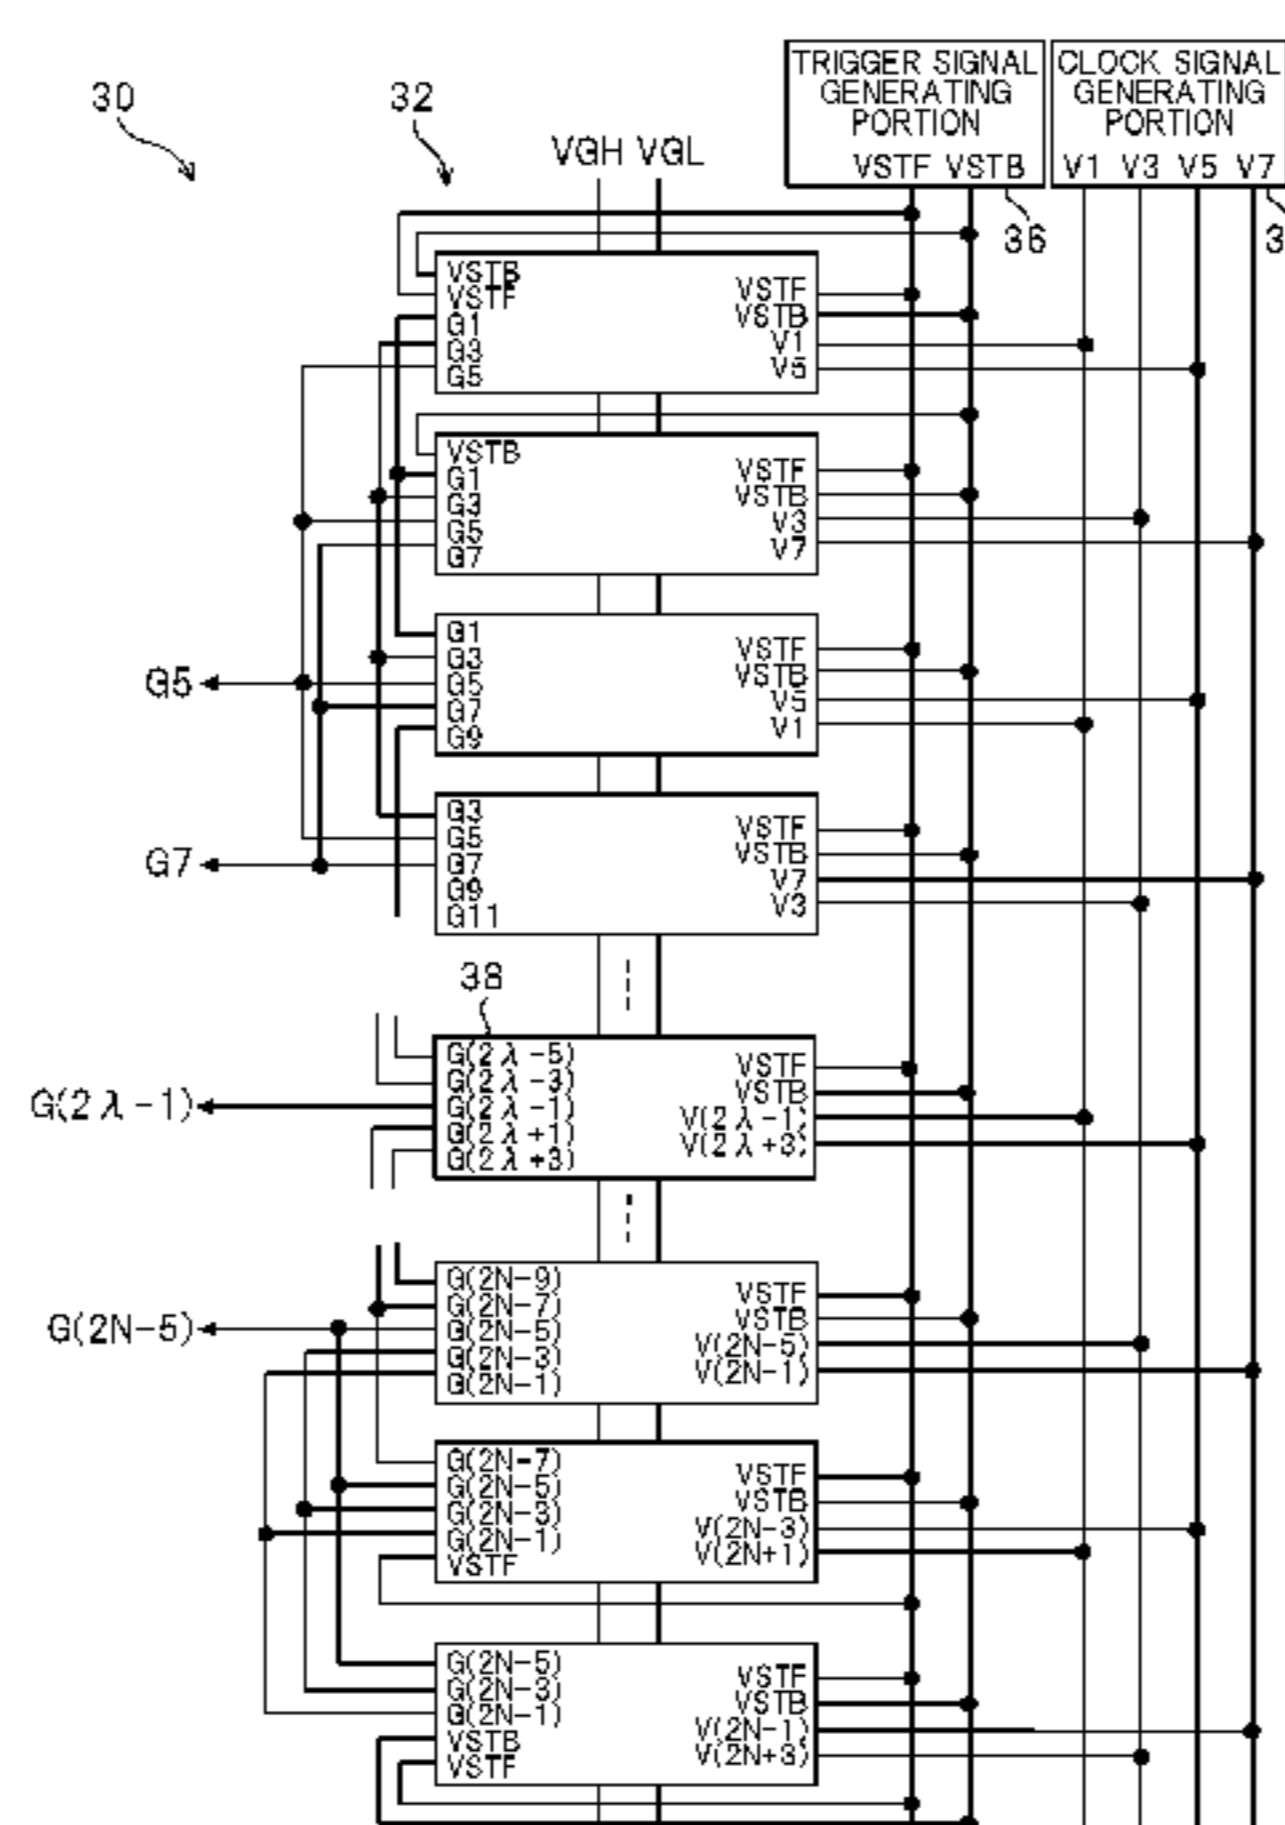 30
32
VGH VGL
TRIGGER SIGNAL
GENERATING
PORTION
VSTF VSTB
CLOCK SIGNAL
GENERATING
PORTION
V1 V3 V5 V7
36
3
VSTB
VSTF
G1
G3
G5
VSTF
VSTB
V1
V5
VSTB
G1
G3
G5
G7
VSTF
VSTB
V3
V7
G5
G1
G3
G5
G7
G9
VSTF
VSTB
V5
V1
G7
G3
G5
G7
G9
G11
VSTF
VSTB
V7
V3
38
G(2λ-1)
G(2λ-5)
G(2λ-3)
G(2λ-1)
G(2λ+1)
G(2λ+3)
VSTF
VSTB
V(2λ-1)
V(2λ+3)
G(2N-5)
G(2N-9)
G(2N-7)
G(2N-5)
G(2N-3)
G(2N-1)
VSTF
VSTB
V(2N-5)
V(2N-1)
G(2N-7)
G(2N-5)
G(2N-3)
G(2N-1)
VSTF
VSTF
VSTB
V(2N-3)
V(2N+1)
G(2N-5)
G(2N-3)
G(2N-1)
VSTB
VSTF
VSTF
VSTB
V(2N-1)
V(2N+3)